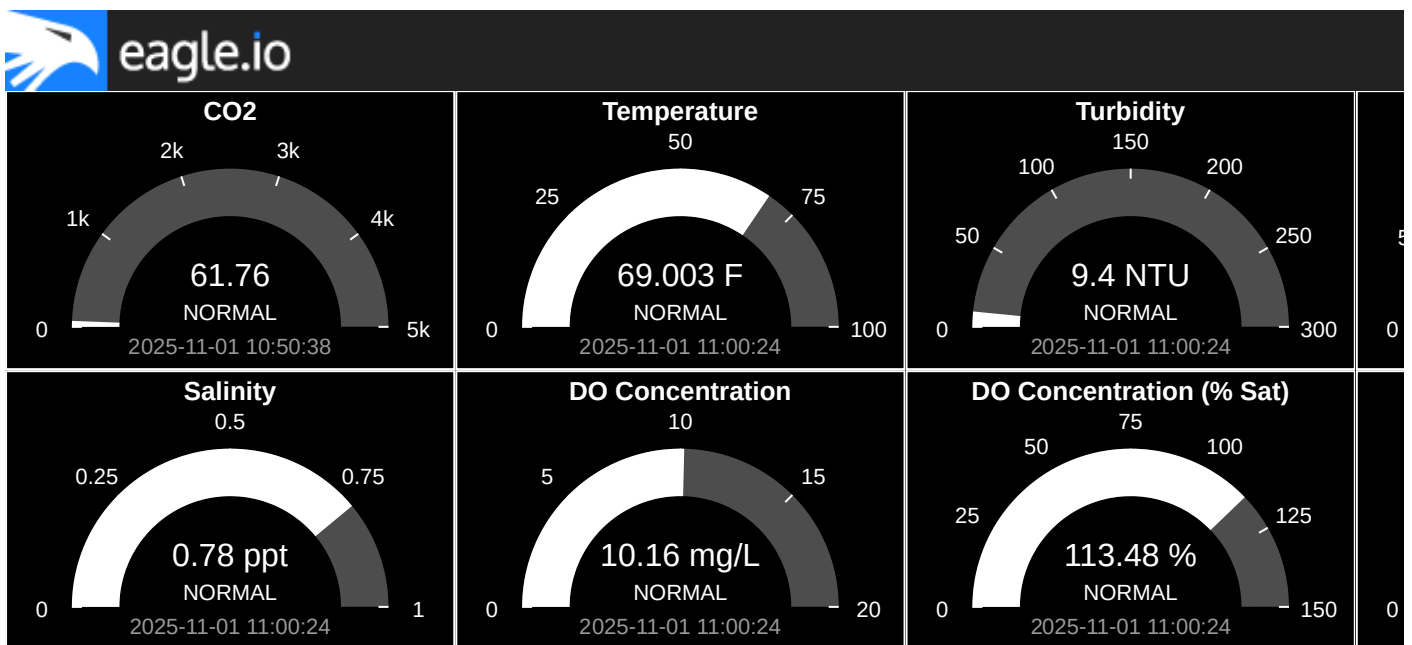 eagle.io
CO2
0
1k
2k
3k
4k
5k
61.76
NORMAL
2025-11-01 10:50:38
Temperature
0
25
50
75
100
69.003 F
NORMAL
2025-11-01 11:00:24
Turbidity
0
50
100
150
200
250
300
9.4 NTU
NORMAL
2025-11-01 11:00:24
0
Salinity
0
0.25
0.5
0.75
1
0.78 ppt
NORMAL
2025-11-01 11:00:24
DO Concentration
0
5
10
15
20
10.16 mg/L
NORMAL
2025-11-01 11:00:24
DO Concentration (% Sat)
0
25
50
75
100
125
150
113.48 %
NORMAL
2025-11-01 11:00:24
0